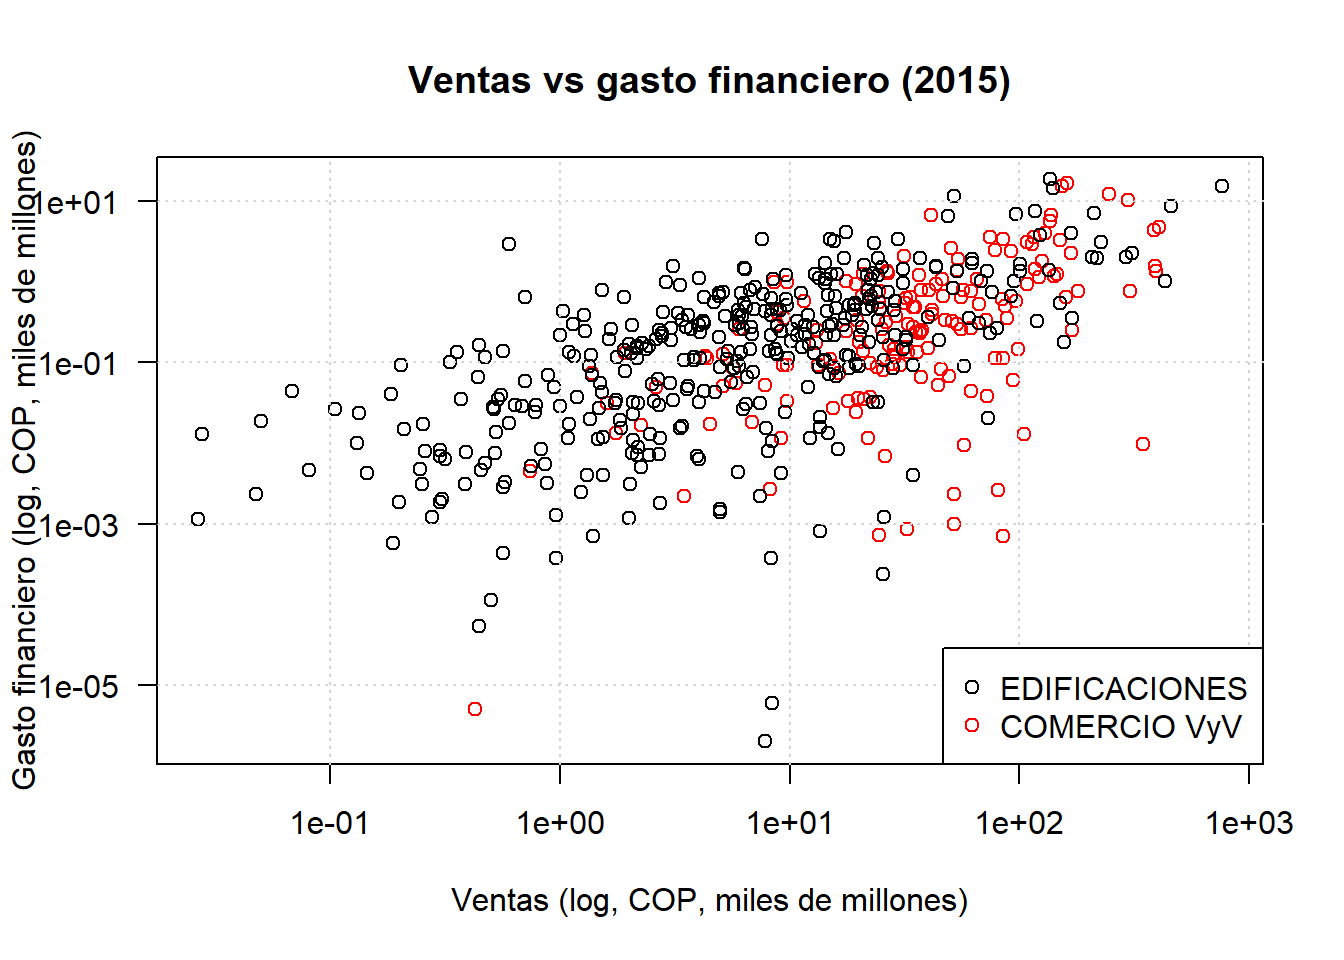 Ventas vs gasto financiero (2015)
Gasto financiero (log, COP, miles de millones)
1e+01
1e-01
1e-03
1e-05
EDIFICACIONES
COMERCIO VyV
1e-01 1e+00 1e+01 1e+02 1e+03
Ventas (log, COP, miles de millones)